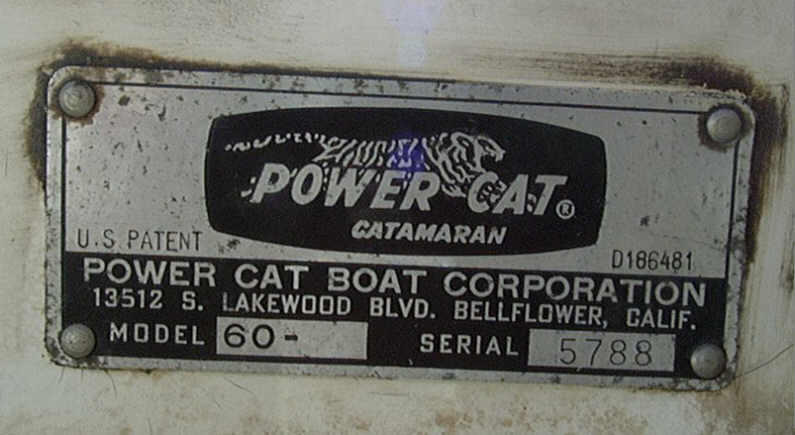 POWER CAT®
CATAMARAN
U.S. PATENT D186481
POWER CAT BOAT CORPORATION
13512 S. LAKEWOOD BLVD. BELLFLOWER, CALIF.
MODEL 60- SERIAL 5788